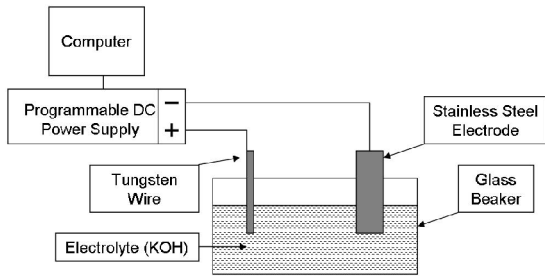 Computer
Programmable DC
Power Supply
−
+
Stainless Steel
Electrode
Tungsten
Wire
Glass
Beaker
Electrolyte (KOH)